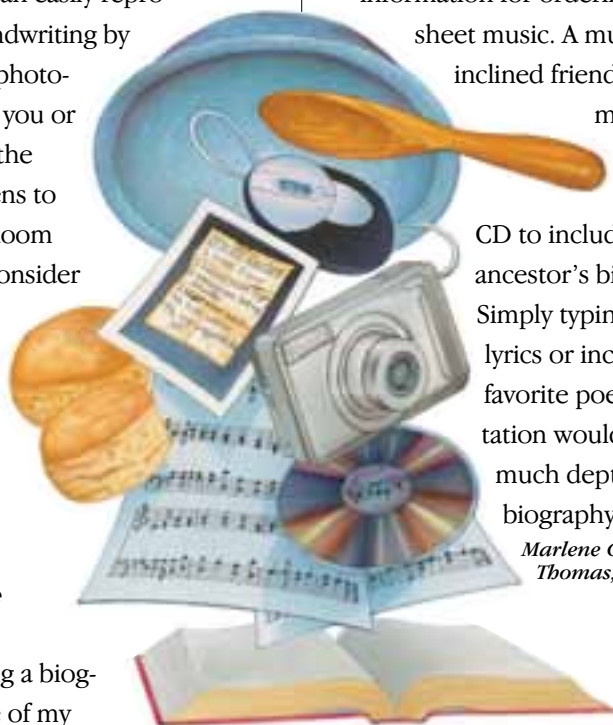 an easily repro
ndwriting by
photo-
you or
the
ens to
oom
onsider
g a biog-
e of my
information for orderin
sheet music. A mu
inclined friend
m
CD to includ
ancestor's bi
Simply typin
lyrics or inc
favorite poe
tation would
much dept
biography
Marlene
Thomas,